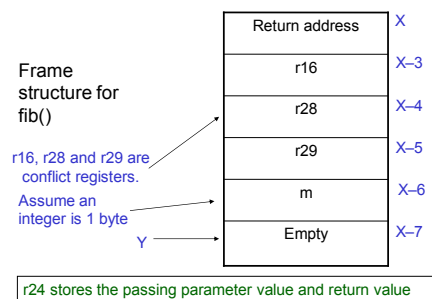 Return address X
Frame
structure for
fib()
r16 X–3
r28 X–4
r29 X–5
r16, r28 and r29 are
conflict registers.
Assume an
integer is 1 byte
m X–6
Y
Empty X–7
r24 stores the passing parameter value and return value